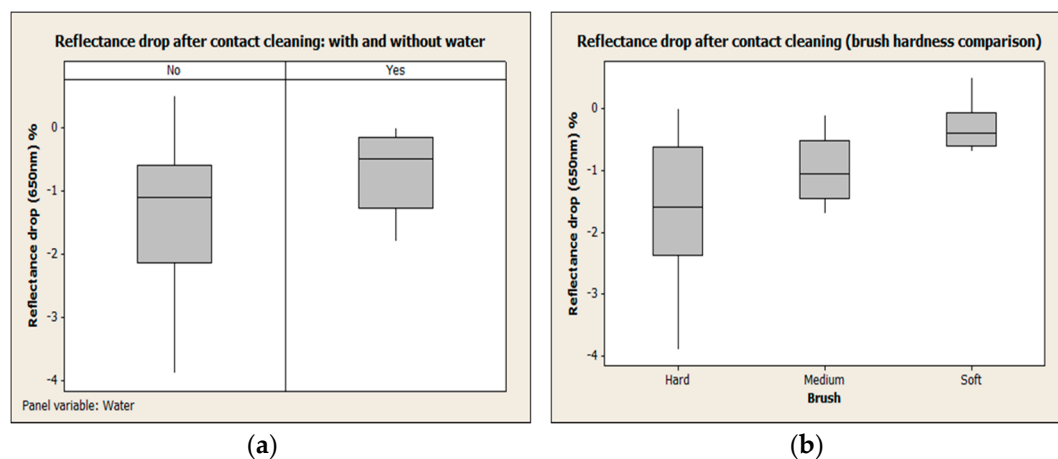 Reflectance drop after contact cleaning: with and without water
No Yes
Reflectance drop (650nm) %
0
-1
-2
-3
-4
Panel variable: Water
(a)
Reflectance drop after contact cleaning (brush hardness comparison)
Reflectance drop (650nm) %
0
-1
-2
-3
-4
Hard Medium Soft
Brush
(b)